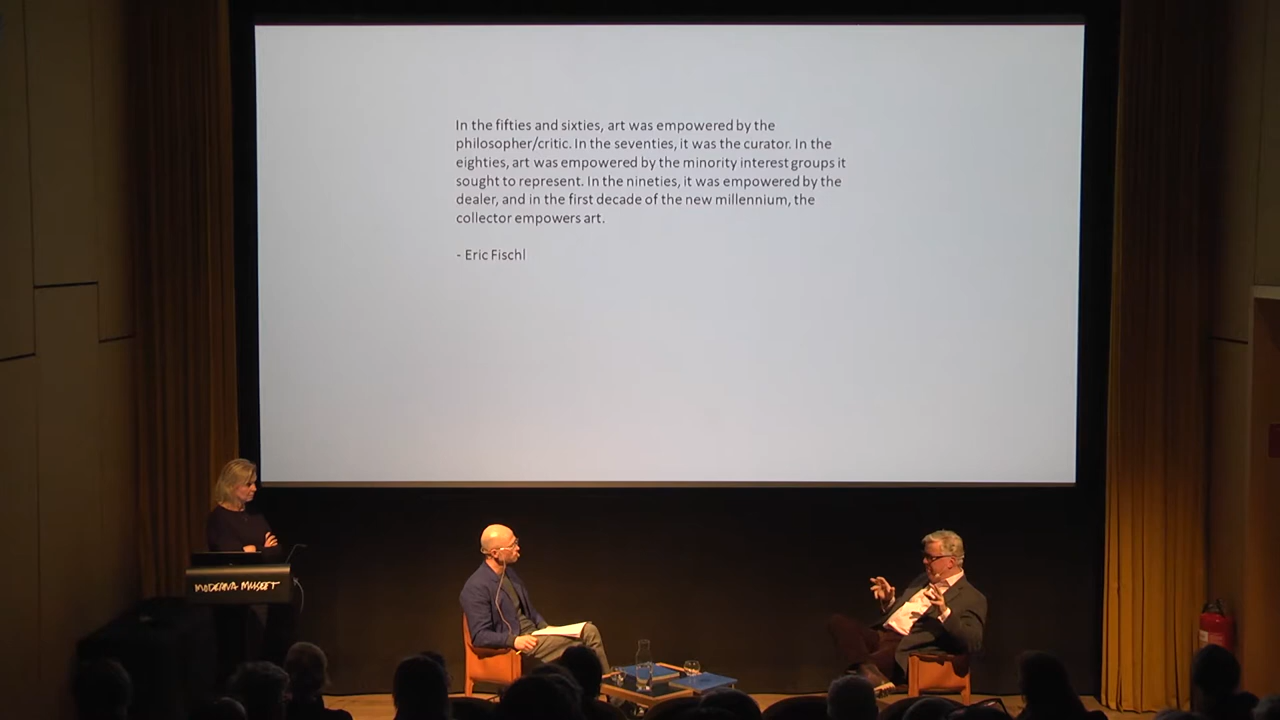 In the fifties and sixties, art was empowered by the
philosopher/critic. In the seventies, it was the curator. In the
eighties, art was empowered by the minority interest groups it
sought to represent. In the nineties, it was empowered by the
dealer, and in the first decade of the new millennium, the
collector empowers art.
- Eric Fischl
MODERNA MUSEET